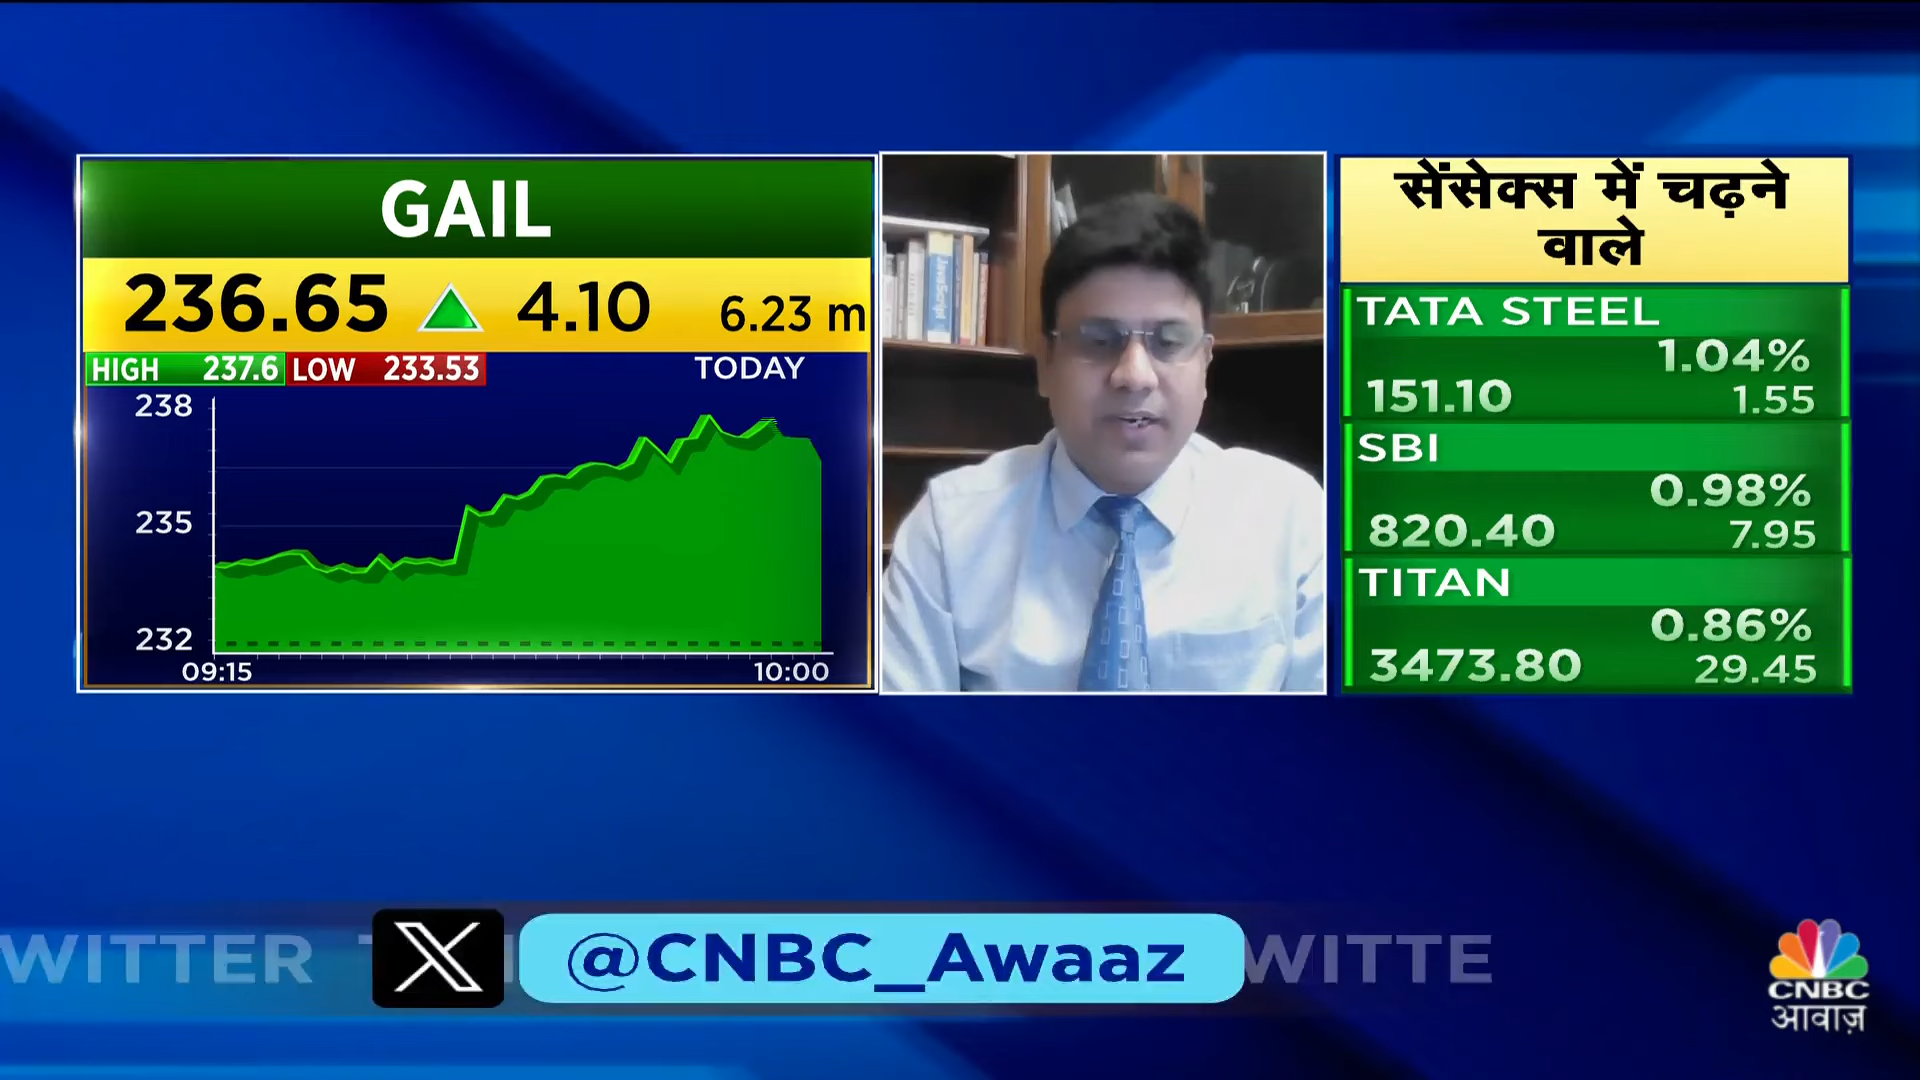 GAIL
236.65 4.10 6.23 m
HIGH 237.6 LOW 233.53 TODAY
238
235
232
09:15 10:00
JavaScript
सेंसेक्स में चढ़ने
वाले
TATA STEEL
1.04%
151.10 1.55
SBI
0.98%
820.40 7.95
TITAN
0.86%
3473.80 29.45
WITTER @CNBC_Awaaz WITTE
CNBC
आवाज़